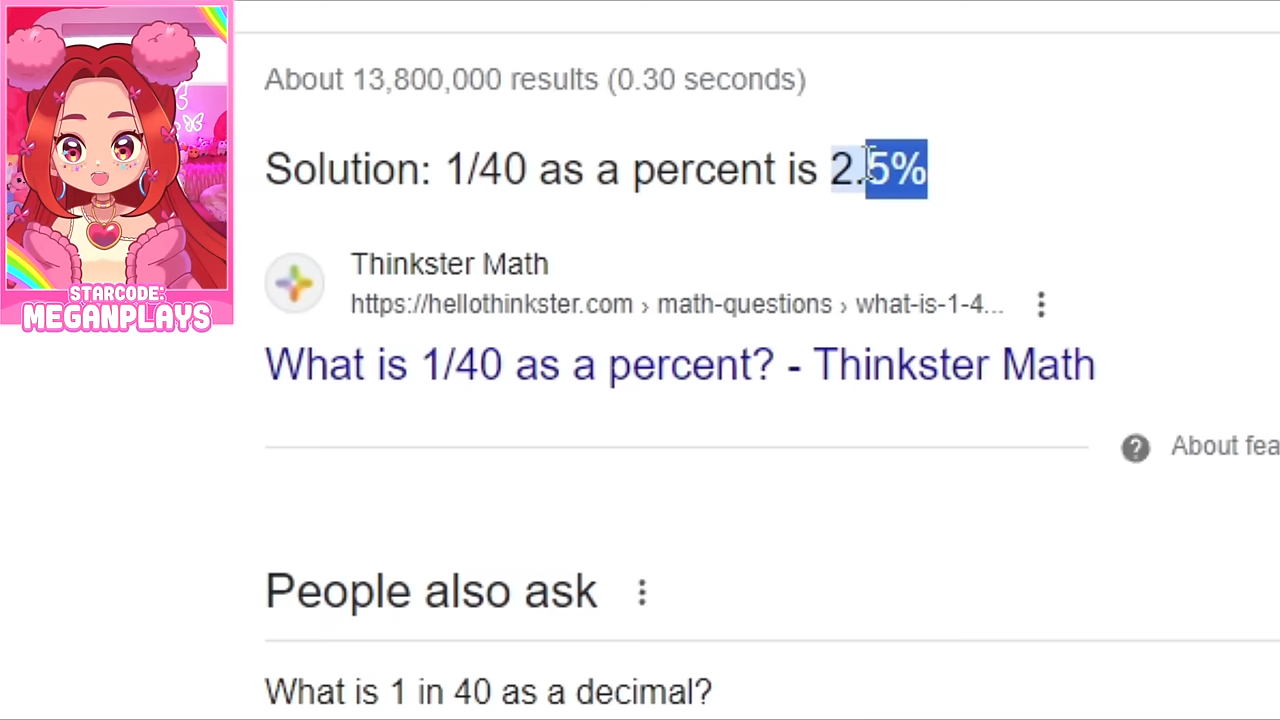 About 13,800,000 results (0.30 seconds)
Solution: 1/40 as a percent is 2.5%
Thinkster Math
https://hellothinkster.com › math-questions › what-is-1-4...
What is 1/40 as a percent? - Thinkster Math
About fea
People also ask
What is 1 in 40 as a decimal?
STARCODE:
MEGANPLAYS